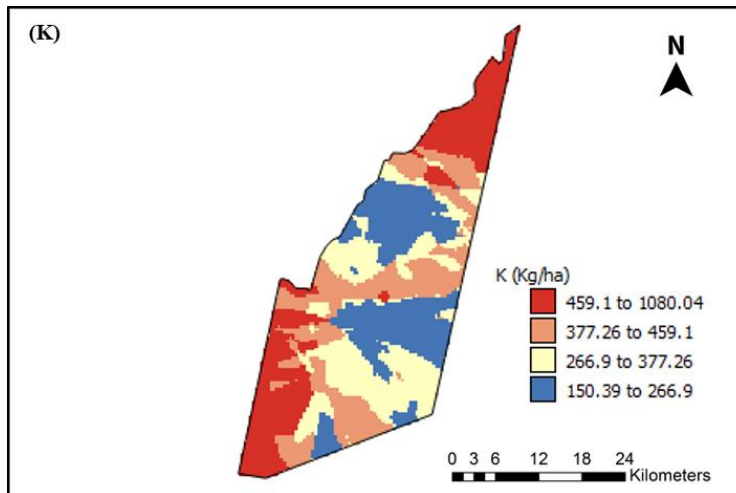 (K)
N
K (Kg/ha)
459.1 to 1080.04
377.26 to 459.1
266.9 to 377.26
150.39 to 266.9
0 3 6 12 18 24
Kilometers